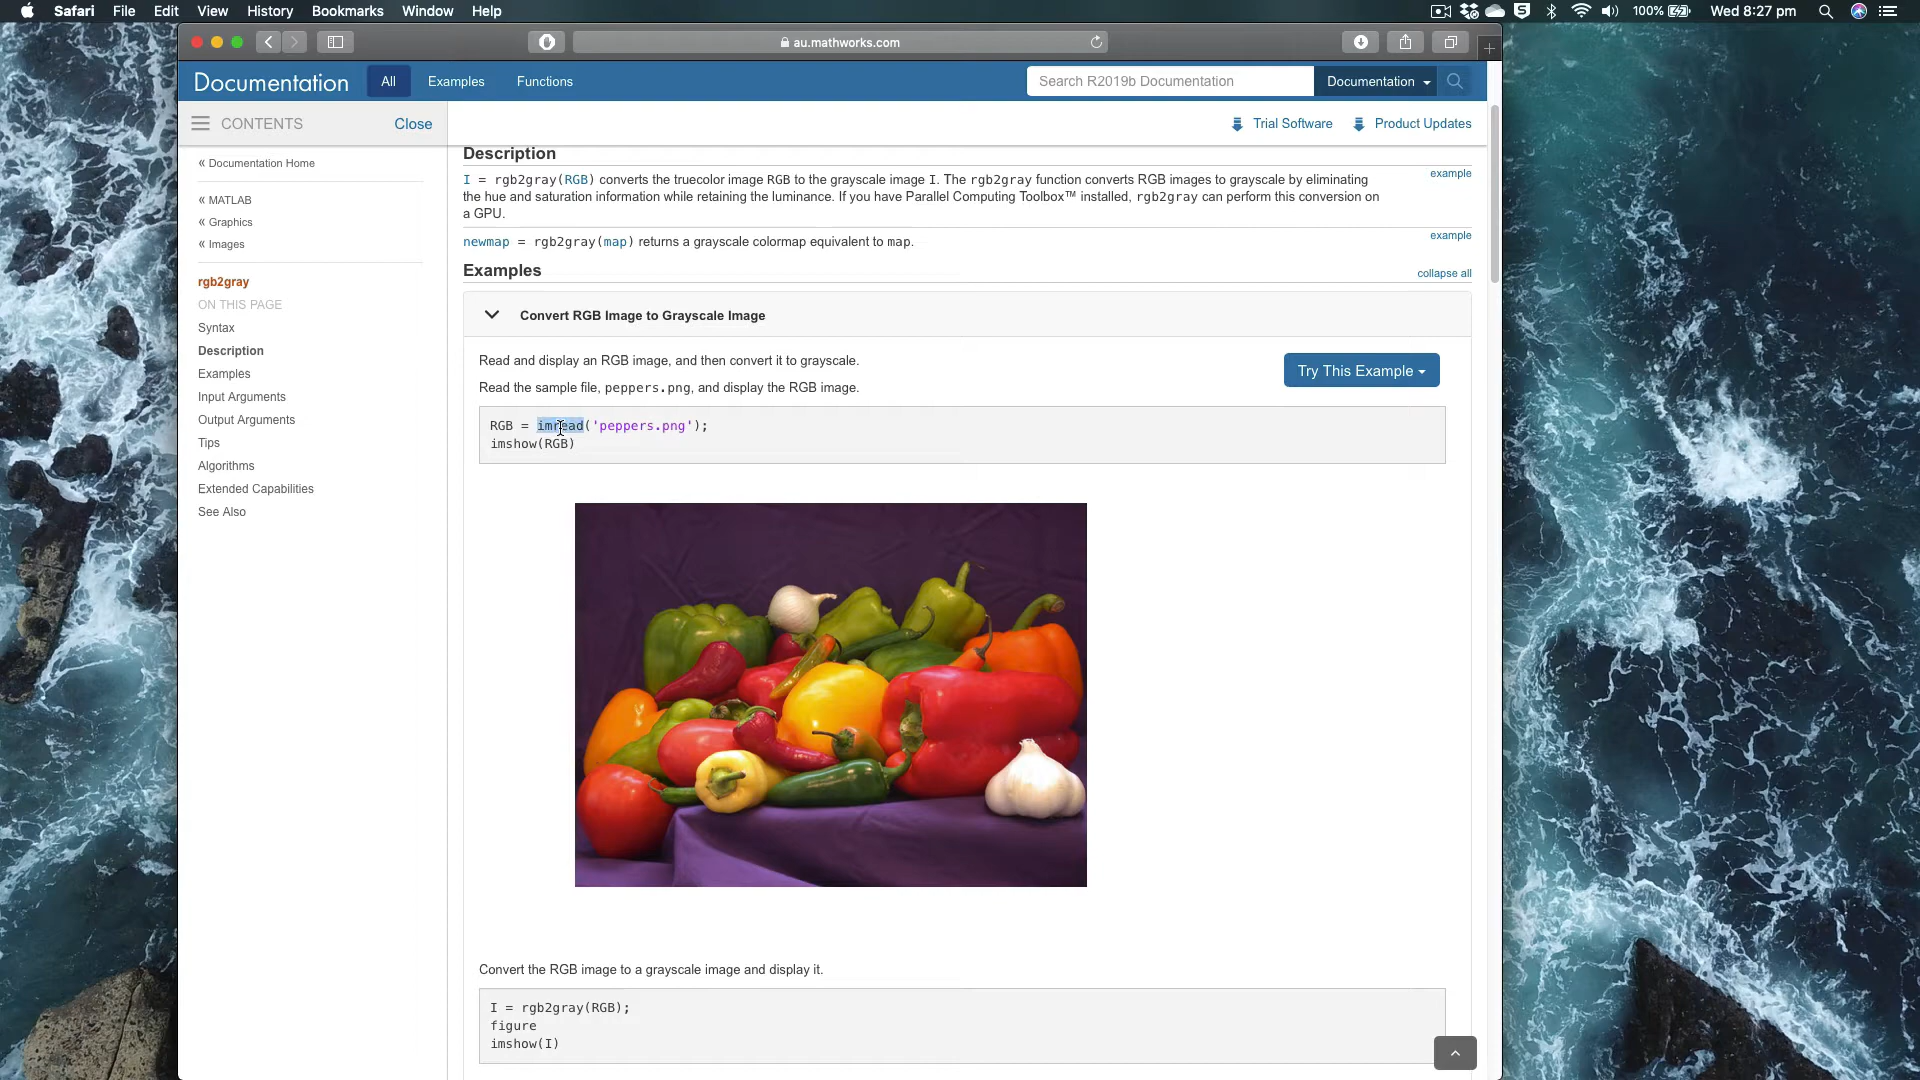 Safari File Edit View History Bookmarks Window Help
100% Wed 8:27 pm
au.mathworks.com
Documentation All Examples Functions
Search R2019b Documentation Documentation
CONTENTS Close
Trial Software Product Updates
« Documentation Home
« MATLAB
« Graphics
« Images
rgb2gray
ON THIS PAGE
Syntax
Description
Examples
Input Arguments
Output Arguments
Tips
Algorithms
Extended Capabilities
See Also
Description
I = rgb2gray(RGB) converts the truecolor image RGB to the grayscale image I. The rgb2gray function converts RGB images to grayscale by eliminating
example
the hue and saturation information while retaining the luminance. If you have Parallel Computing Toolbox™ installed, rgb2gray can perform this conversion on
a GPU.
newmap = rgb2gray(map) returns a grayscale colormap equivalent to map.
example
Examples
collapse all
Convert RGB Image to Grayscale Image
Read and display an RGB image, and then convert it to grayscale.
Try This Example
Read the sample file, peppers.png, and display the RGB image.
RGB = imread('peppers.png');
imshow(RGB)
Convert the RGB image to a grayscale image and display it.
I = rgb2gray(RGB);
figure
imshow(I)